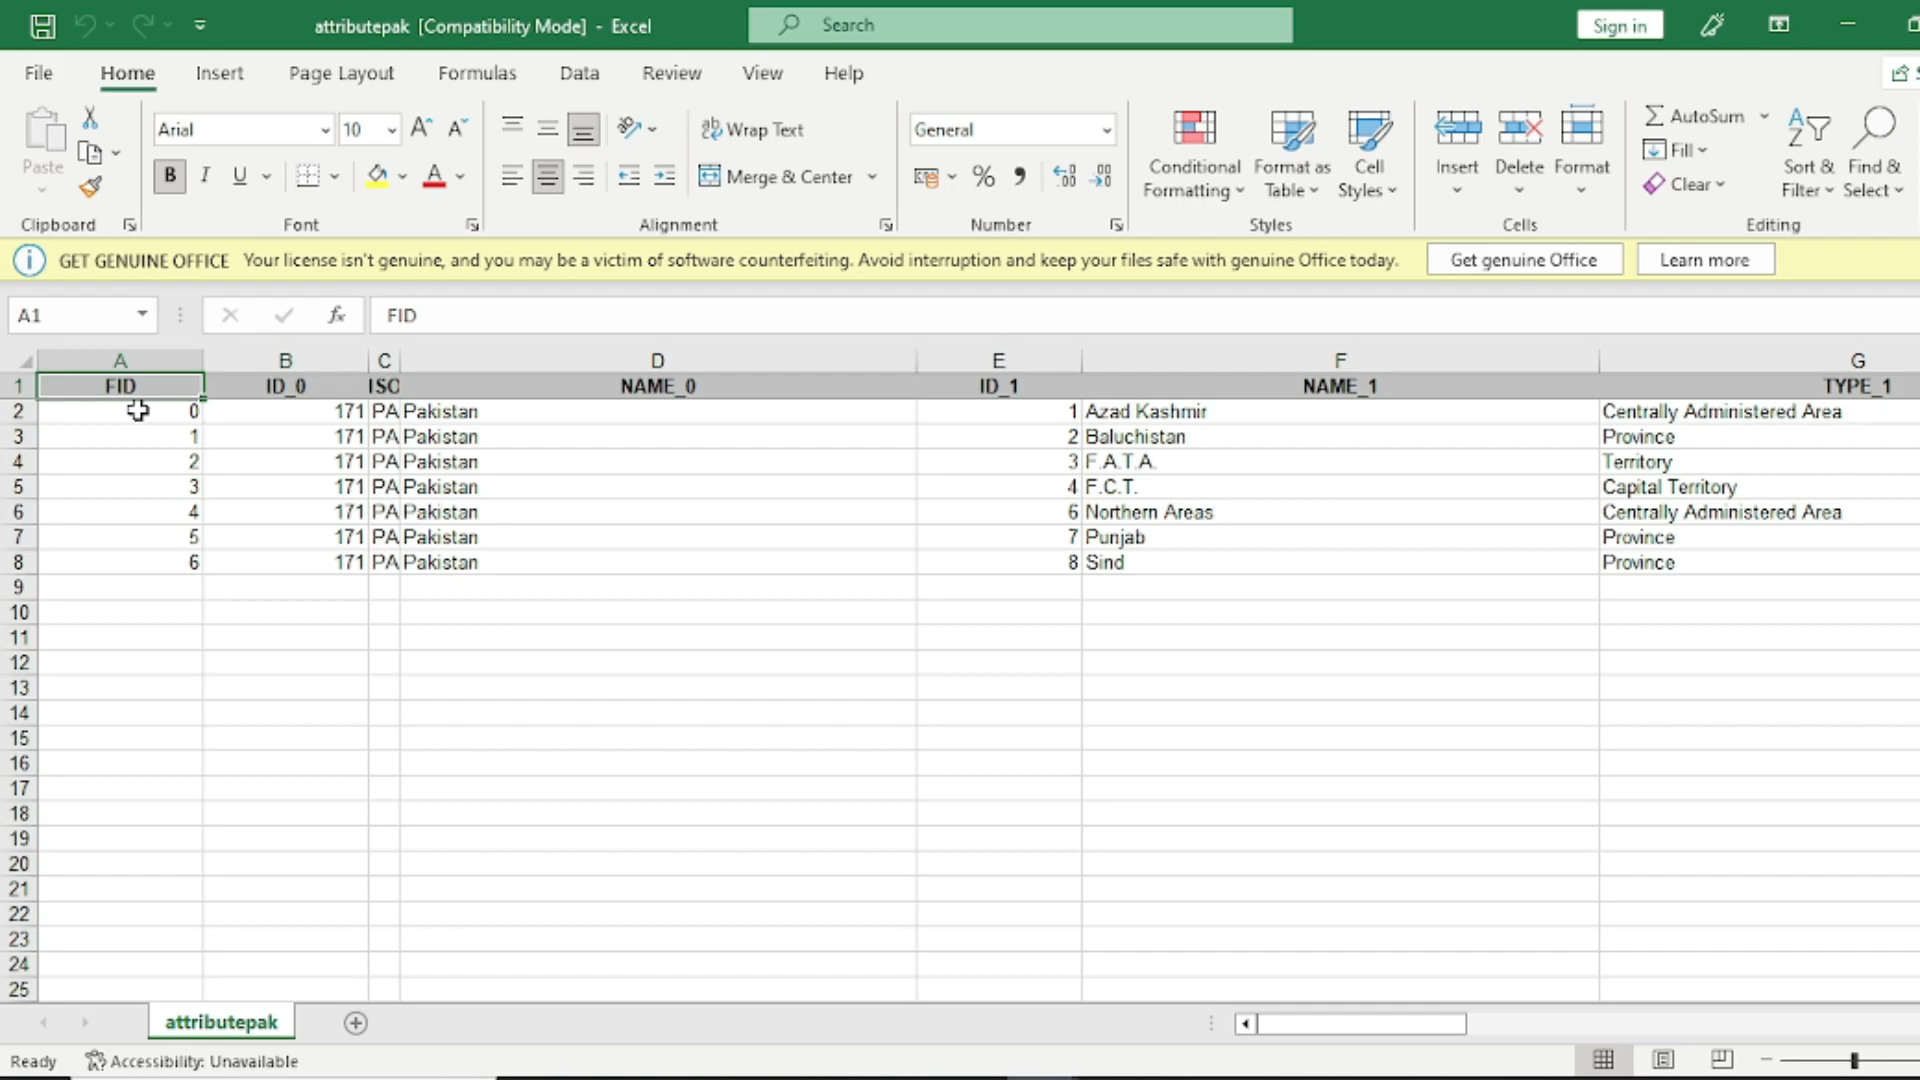 attributepak [Compatibility Mode] - Excel
Search
Sign in
File Home Insert Page Layout Formulas Data Review View Help
Paste
Clipboard
Arial 10
B I U
Font
Wrap Text
Merge & Center
Alignment
General
Number
Conditional Formatting
Format as Table
Cell Styles
Styles
Insert Delete Format
Cells
AutoSum
Fill
Clear
Sort & Filter
Find & Select
Editing
GET GENUINE OFFICE Your license isn't genuine, and you may be a victim of software counterfeiting. Avoid interruption and keep your files safe with genuine Office today. Get genuine Office Learn more
A1 fx FID
A B C D E F G
1 FID ID_0 ISO NAME_0 ID_1 NAME_1 TYPE_1
2 0 171 PA Pakistan 1 Azad Kashmir Centrally Administered Area
3 1 171 PA Pakistan 2 Baluchistan Province
4 2 171 PA Pakistan 3 F.A.T.A. Territory
5 3 171 PA Pakistan 4 F.C.T. Capital Territory
6 4 171 PA Pakistan 6 Northern Areas Centrally Administered Area
7 5 171 PA Pakistan 7 Punjab Province
8 6 171 PA Pakistan 8 Sind Province
9
10
11
12
13
14
15
16
17
18
19
20
21
22
23
24
25
attributepak
Ready Accessibility: Unavailable